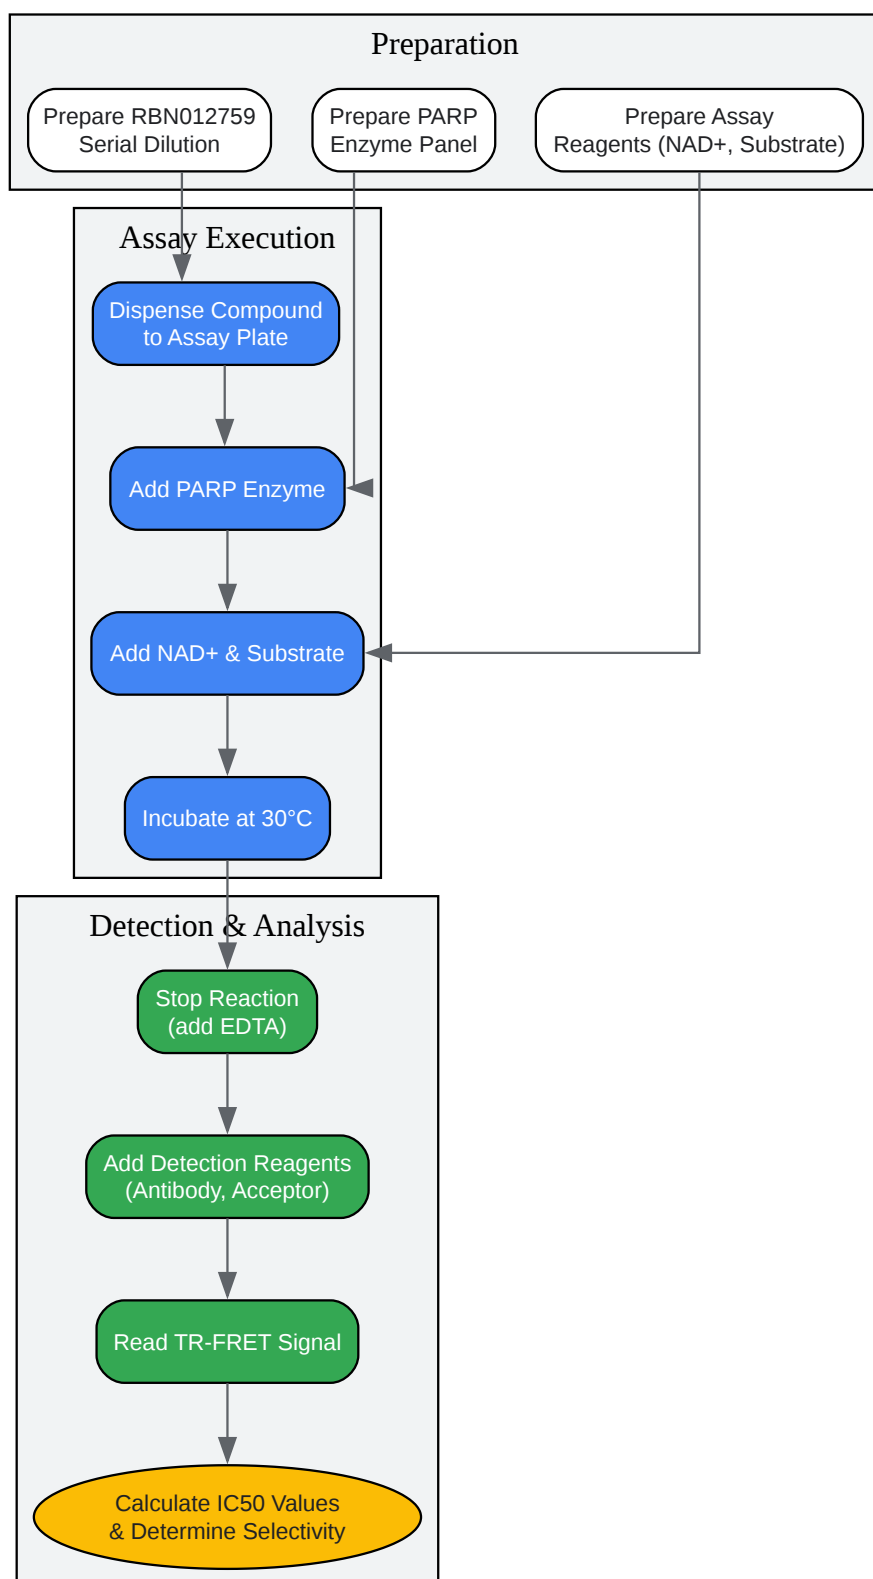 Preparation
Prepare RBN012759
Serial Dilution
Prepare PARP
Enzyme Panel
Prepare Assay
Reagents (NAD+, Substrate)
Assay Execution
Dispense Compound
to Assay Plate
Add PARP Enzyme
Add NAD+ & Substrate
Incubate at 30°C
Detection & Analysis
Stop Reaction
(add EDTA)
Add Detection Reagents
(Antibody, Acceptor)
Read TR-FRET Signal
Calculate IC50 Values
& Determine Selectivity